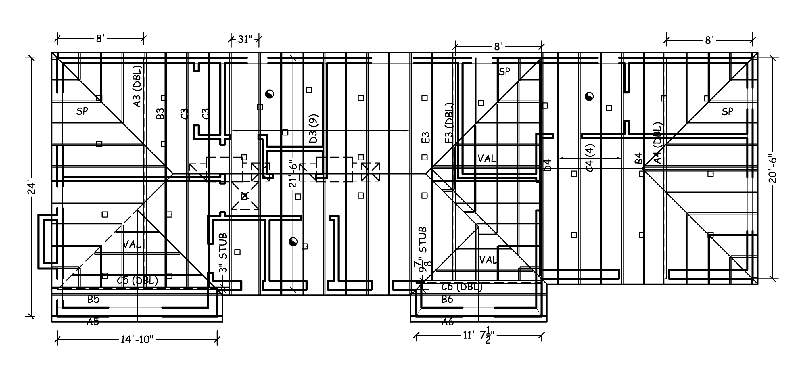 8'
31"
8'
8'
SP
A3 (DBL)
B3
C3
C3
D3 (9)
E3
F3 (DBL)
SP
VAL
D4
C4 (4)
B4
A4 (DBL)
SP
24'
21'-6"
20'-6"
VAL
3" STUB
9 7/8" STUB
VAL
C5 (DBL)
B5
A5
C6 (DBL)
B6
A6
14'-10"
11' 7 1/2"